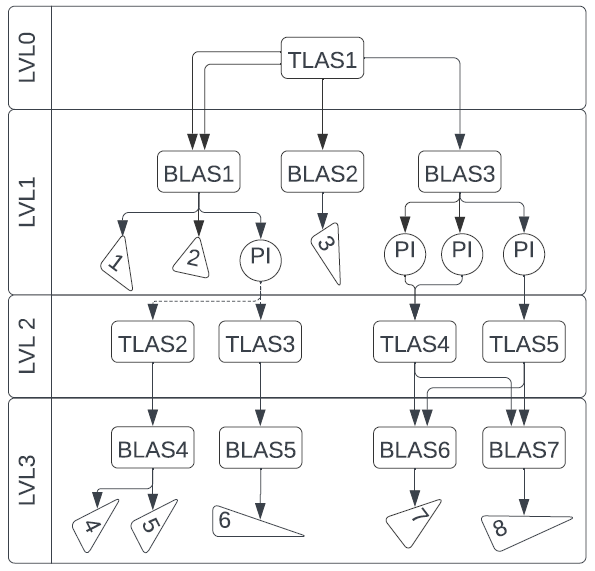 LVL0
TLAS1
LVL1
BLAS1
BLAS2
BLAS3
1
2
PI
3
PI
PI
PI
LVL 2
TLAS2
TLAS3
TLAS4
TLAS5
LVL3
BLAS4
BLAS5
BLAS6
BLAS7
4
5
6
7
8